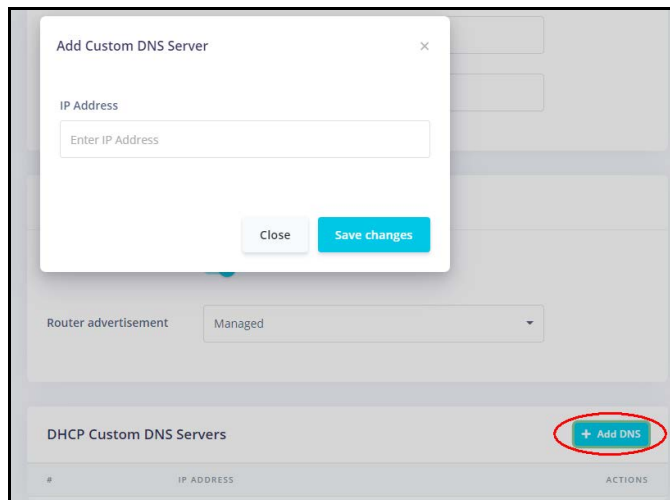 Add Custom DNS Server ×
IP Address
Enter IP Address
Close Save changes
Router advertisement Managed
DHCP Custom DNS Servers + Add DNS
# IP ADDRESS ACTIONS